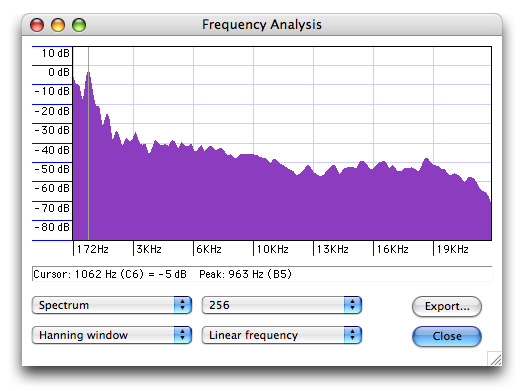 Frequency Analysis
10 dB
0 dB
-10 dB
-20 dB
-30 dB
-40 dB
-50 dB
-60 dB
-70 dB
-80 dB
172Hz 3KHz 6KHz 10KHz 13KHz 16KHz 19KHz
Cursor: 1062 Hz (C6) = -5 dB Peak: 963 Hz (B5)
Spectrum 256 Export...
Hanning window Linear frequency Close